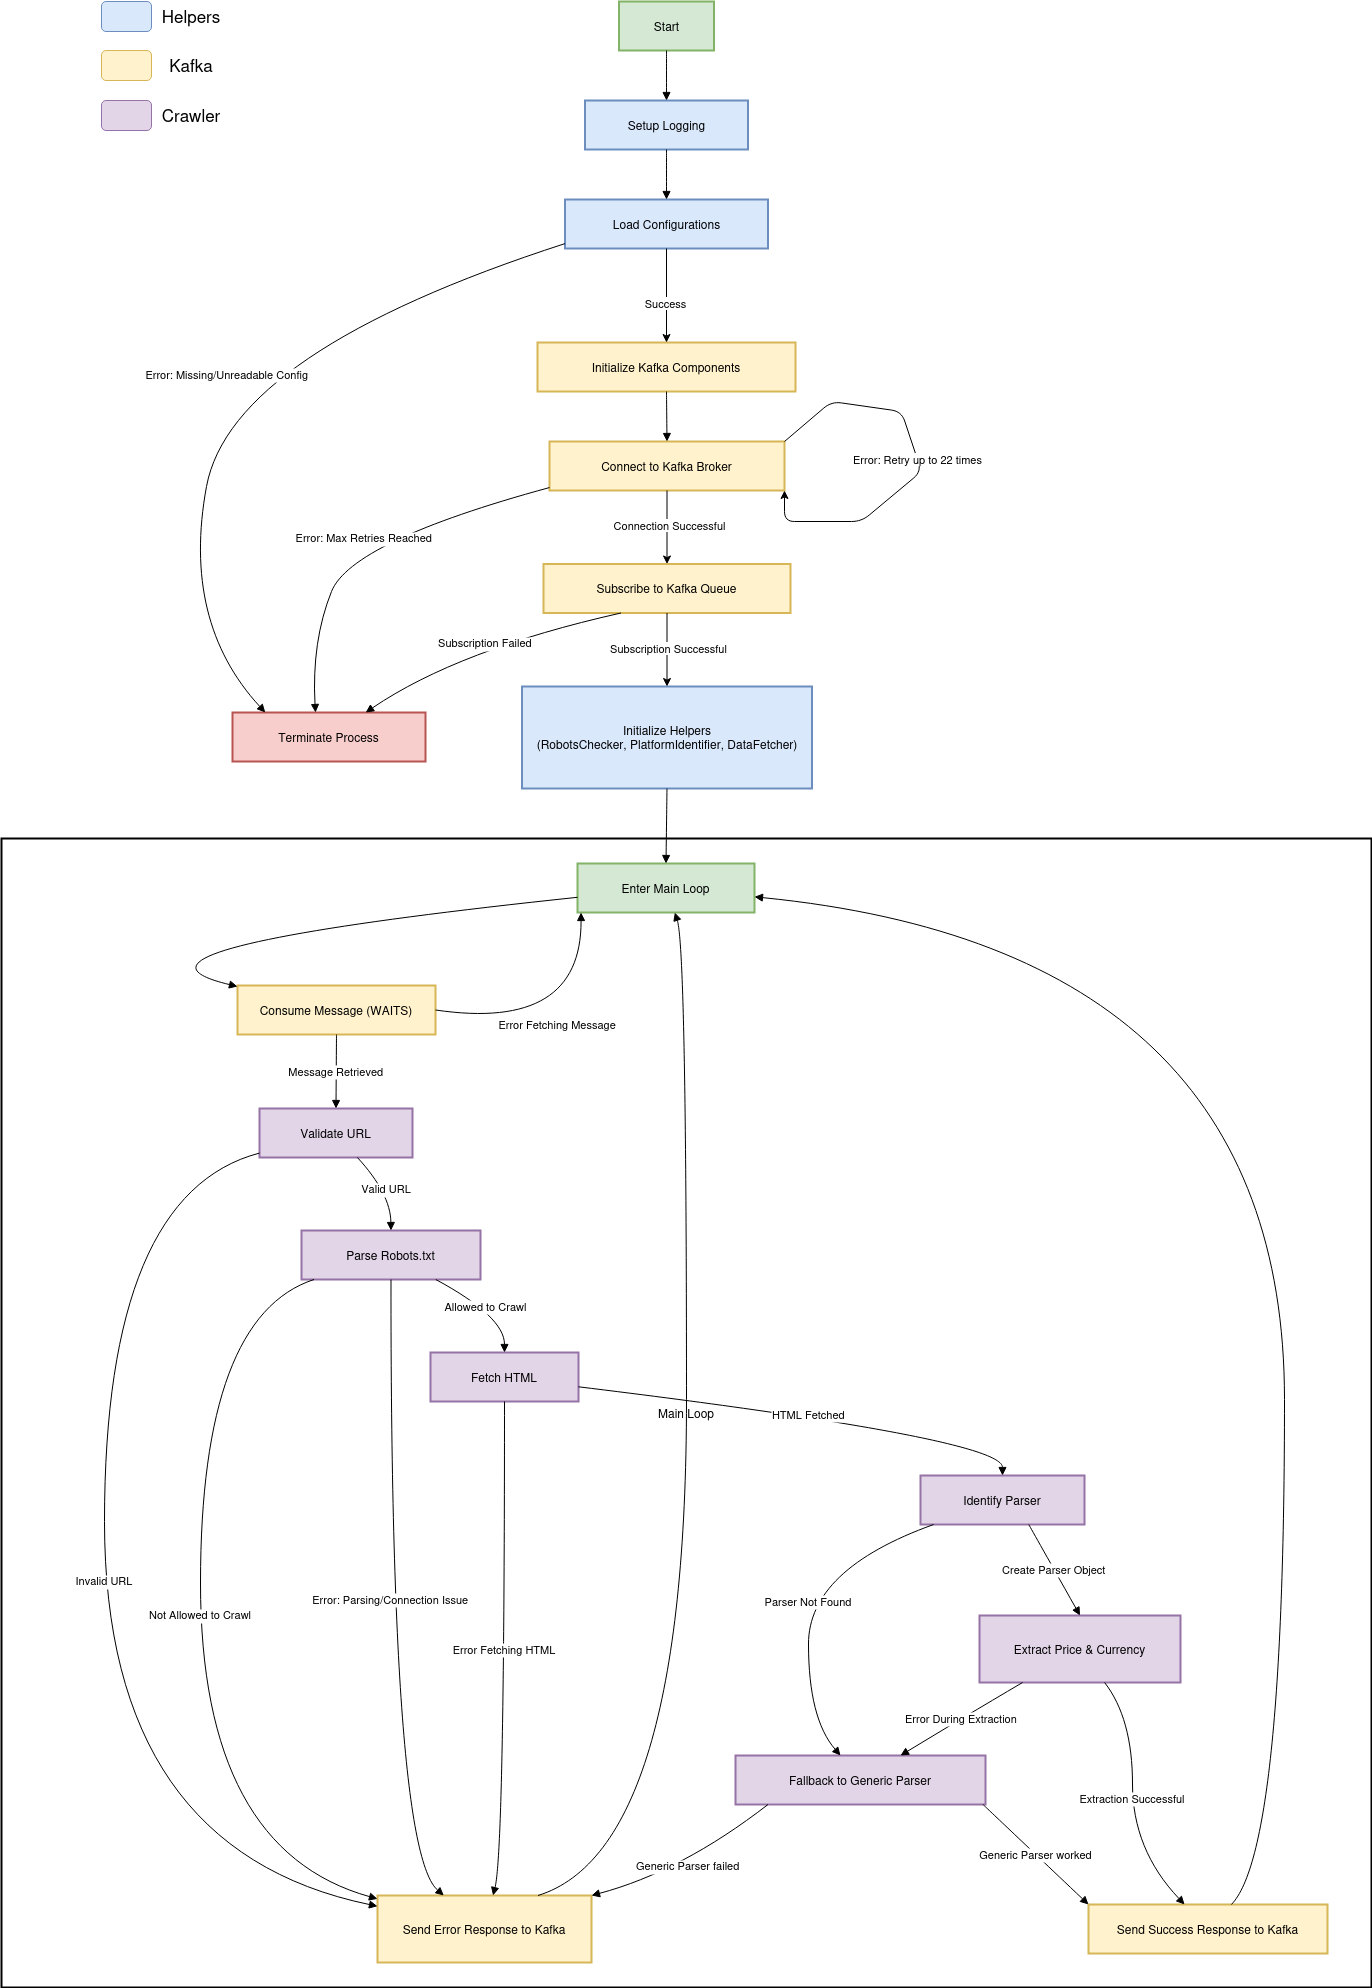 Helpers
Kafka
Crawler
Start
Setup Logging
Load Configurations
Success
Error: Missing/Unreadable Config
Initialize Kafka Components
Connect to Kafka Broker
Error: Retry up to 22 times
Connection Successful
Error: Max Retries Reached
Subscribe to Kafka Queue
Subscription Failed
Subscription Successful
Terminate Process
Initialize Helpers
(RobotsChecker, PlatformIdentifier, DataFetcher)
Enter Main Loop
Consume Message (WAITS)
Error Fetching Message
Message Retrieved
Validate URL
Valid URL
Parse Robots.txt
Allowed to Crawl
Fetch HTML
Main Loop
HTML Fetched
Identify Parser
Create Parser Object
Invalid URL
Not Allowed to Crawl
Error: Parsing/Connection Issue
Parser Not Found
Error Fetching HTML
Extract Price & Currency
Error During Extraction
Fallback to Generic Parser
Extraction Successful
Generic Parser failed
Generic Parser worked
Send Error Response to Kafka
Send Success Response to Kafka